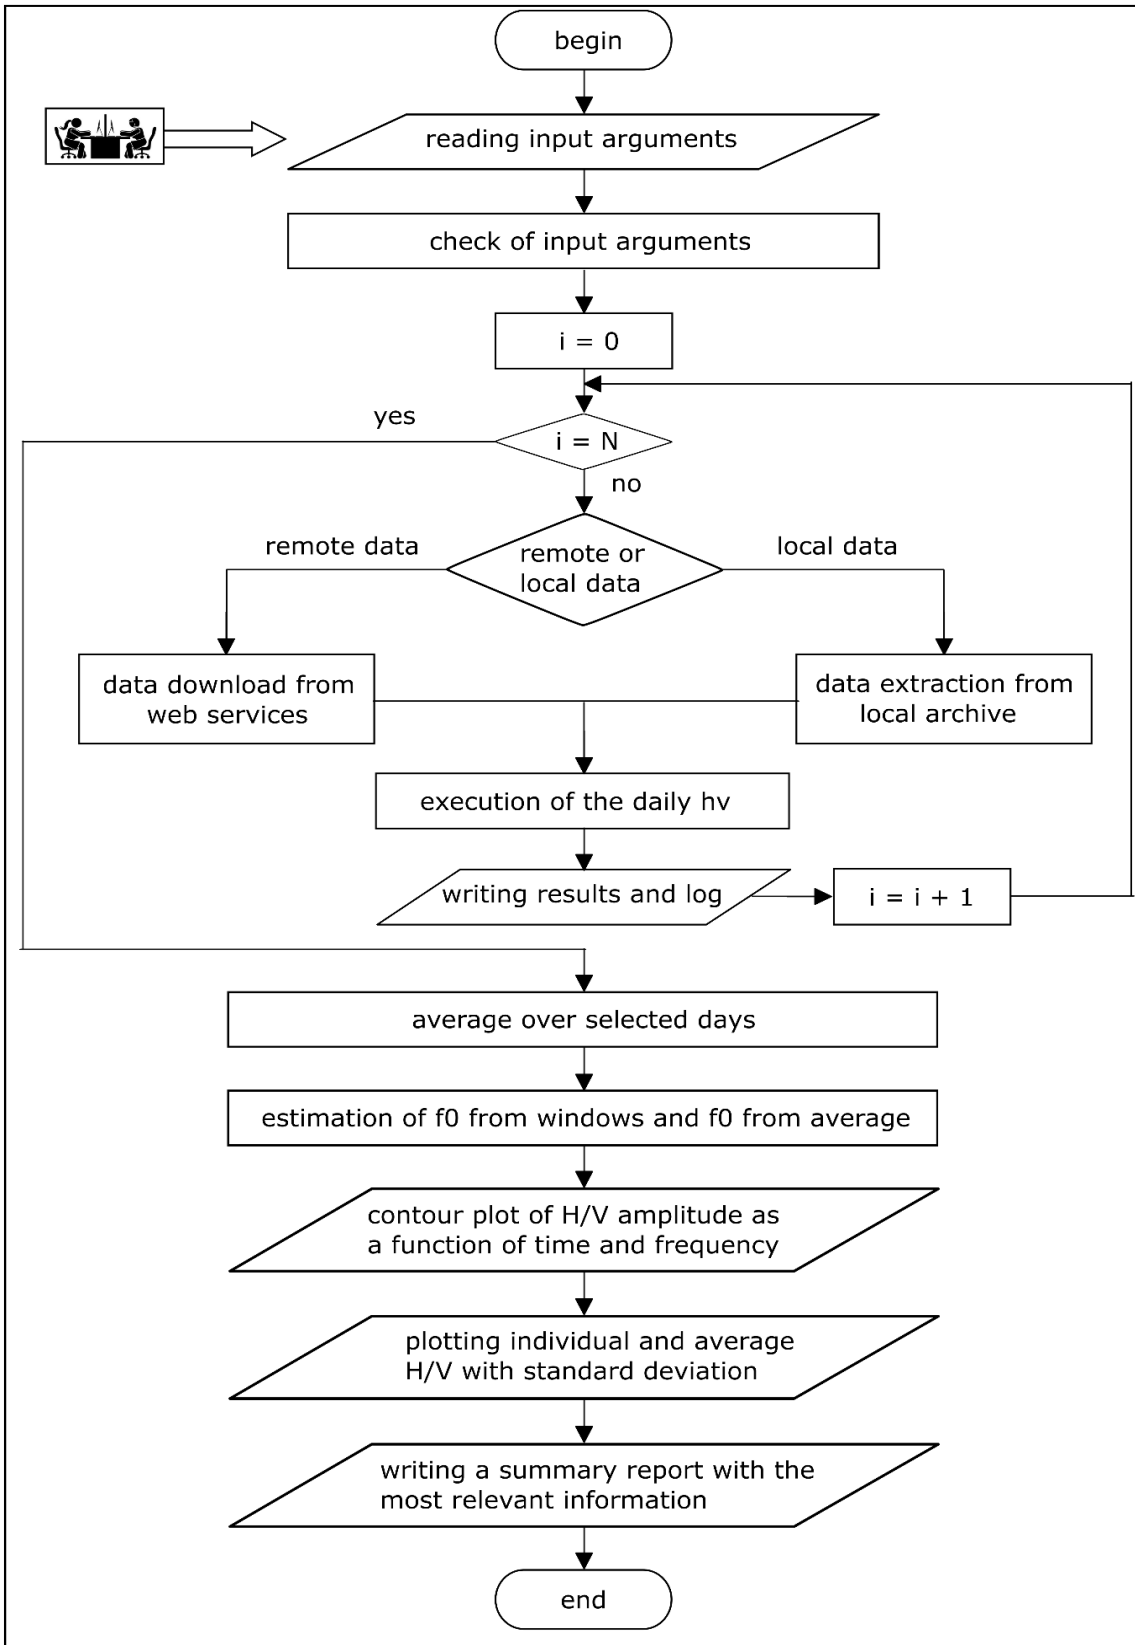 begin
reading input arguments
check of input arguments
i = 0
yes
i = N
no
remote data
remote or
local data
local data
data download from
web services
data extraction from
local archive
execution of the daily hv
writing results and log
i = i + 1
average over selected days
estimation of f0 from windows and f0 from average
contour plot of H/V amplitude as
a function of time and frequency
plotting individual and average
H/V with standard deviation
writing a summary report with the
most relevant information
end